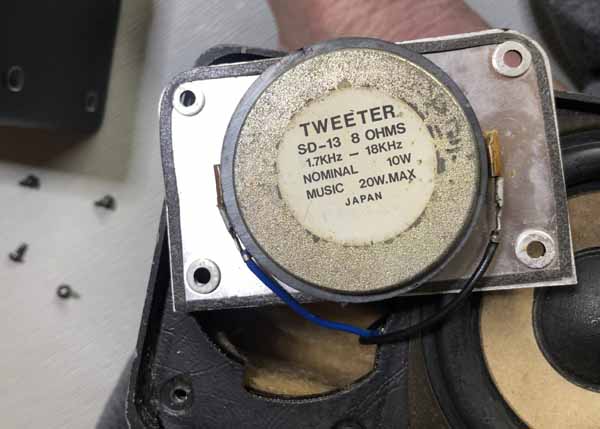 TWEETER
SD-13 8 OHMS
1.7KHz - 18KHz
NOMINAL 10W
MUSIC 20W.MAX
JAPAN